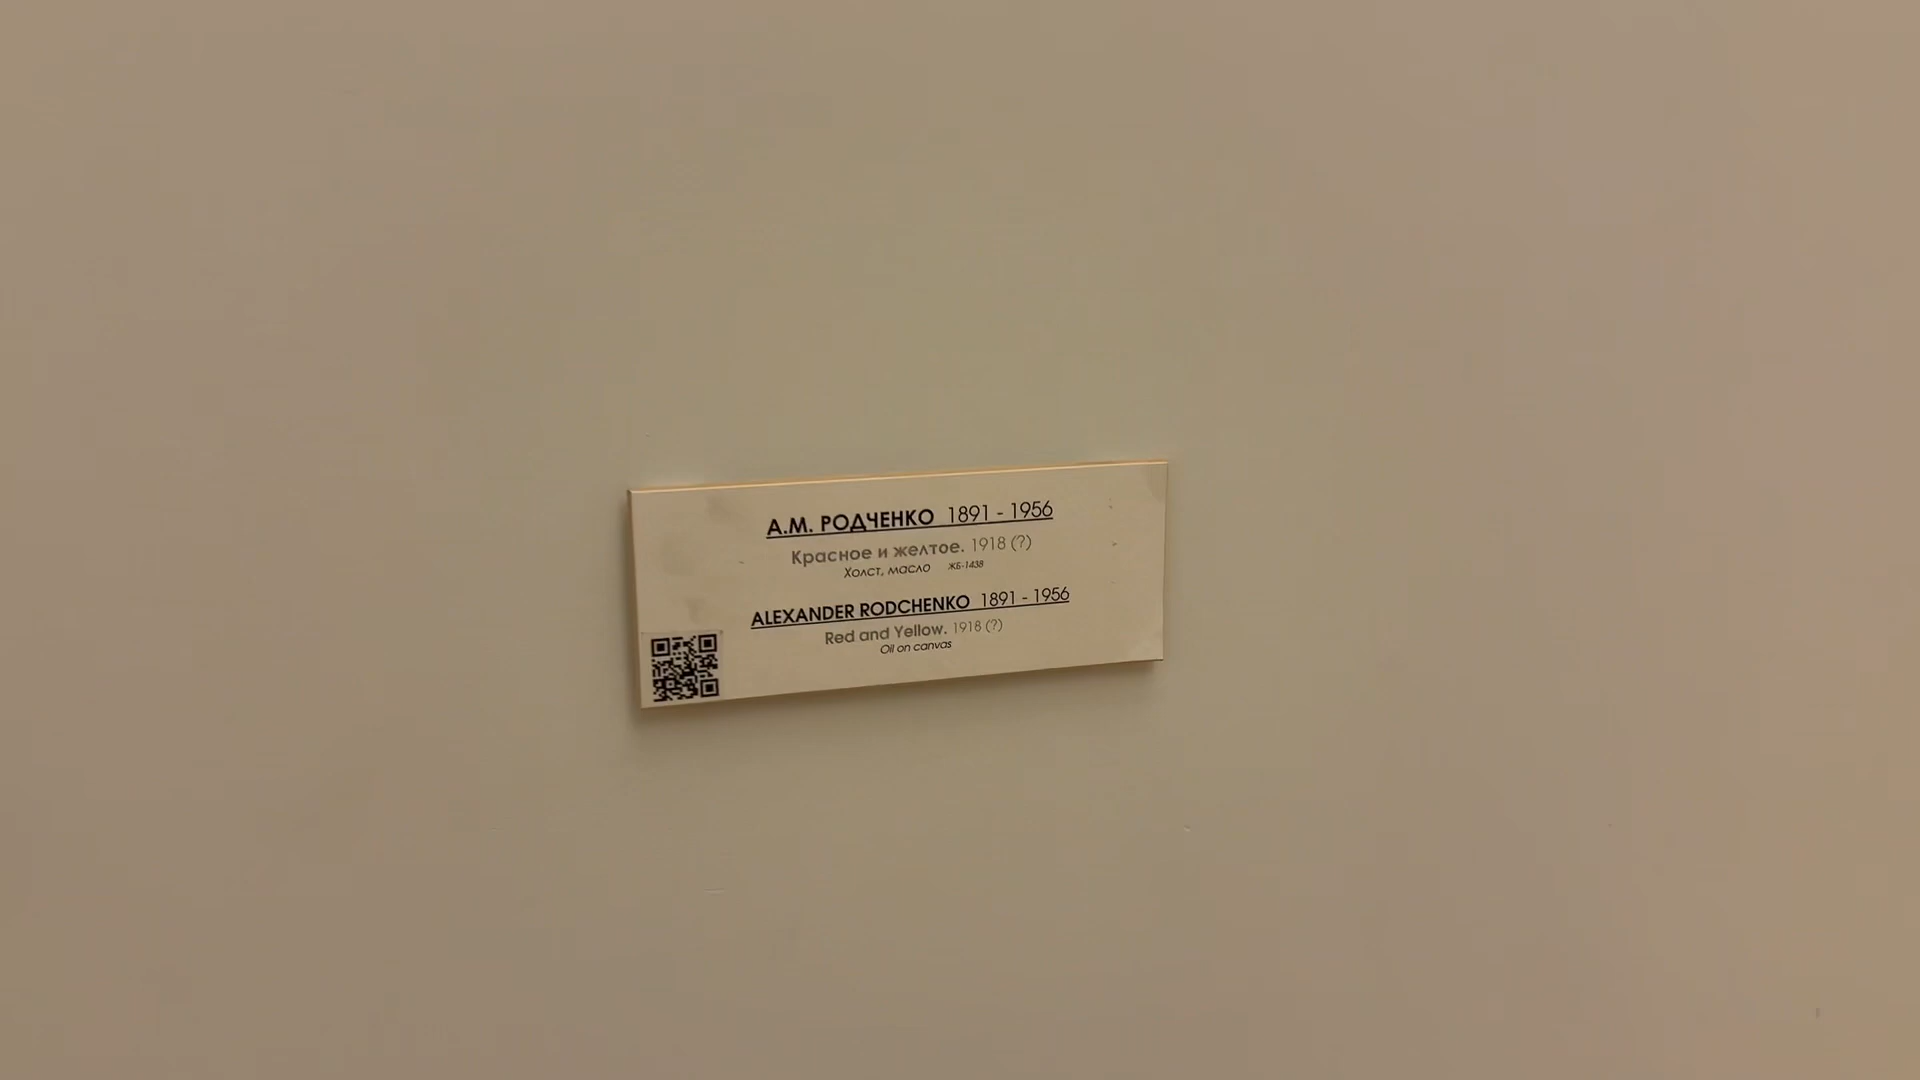 А.М. РОДЧЕНКО 1891 - 1956
Красное и желтое. 1918 (?)
Холст, масло ЖБ-1438
ALEXANDER RODCHENKO 1891 - 1956
Red and Yellow. 1918 (?)
Oil on canvas